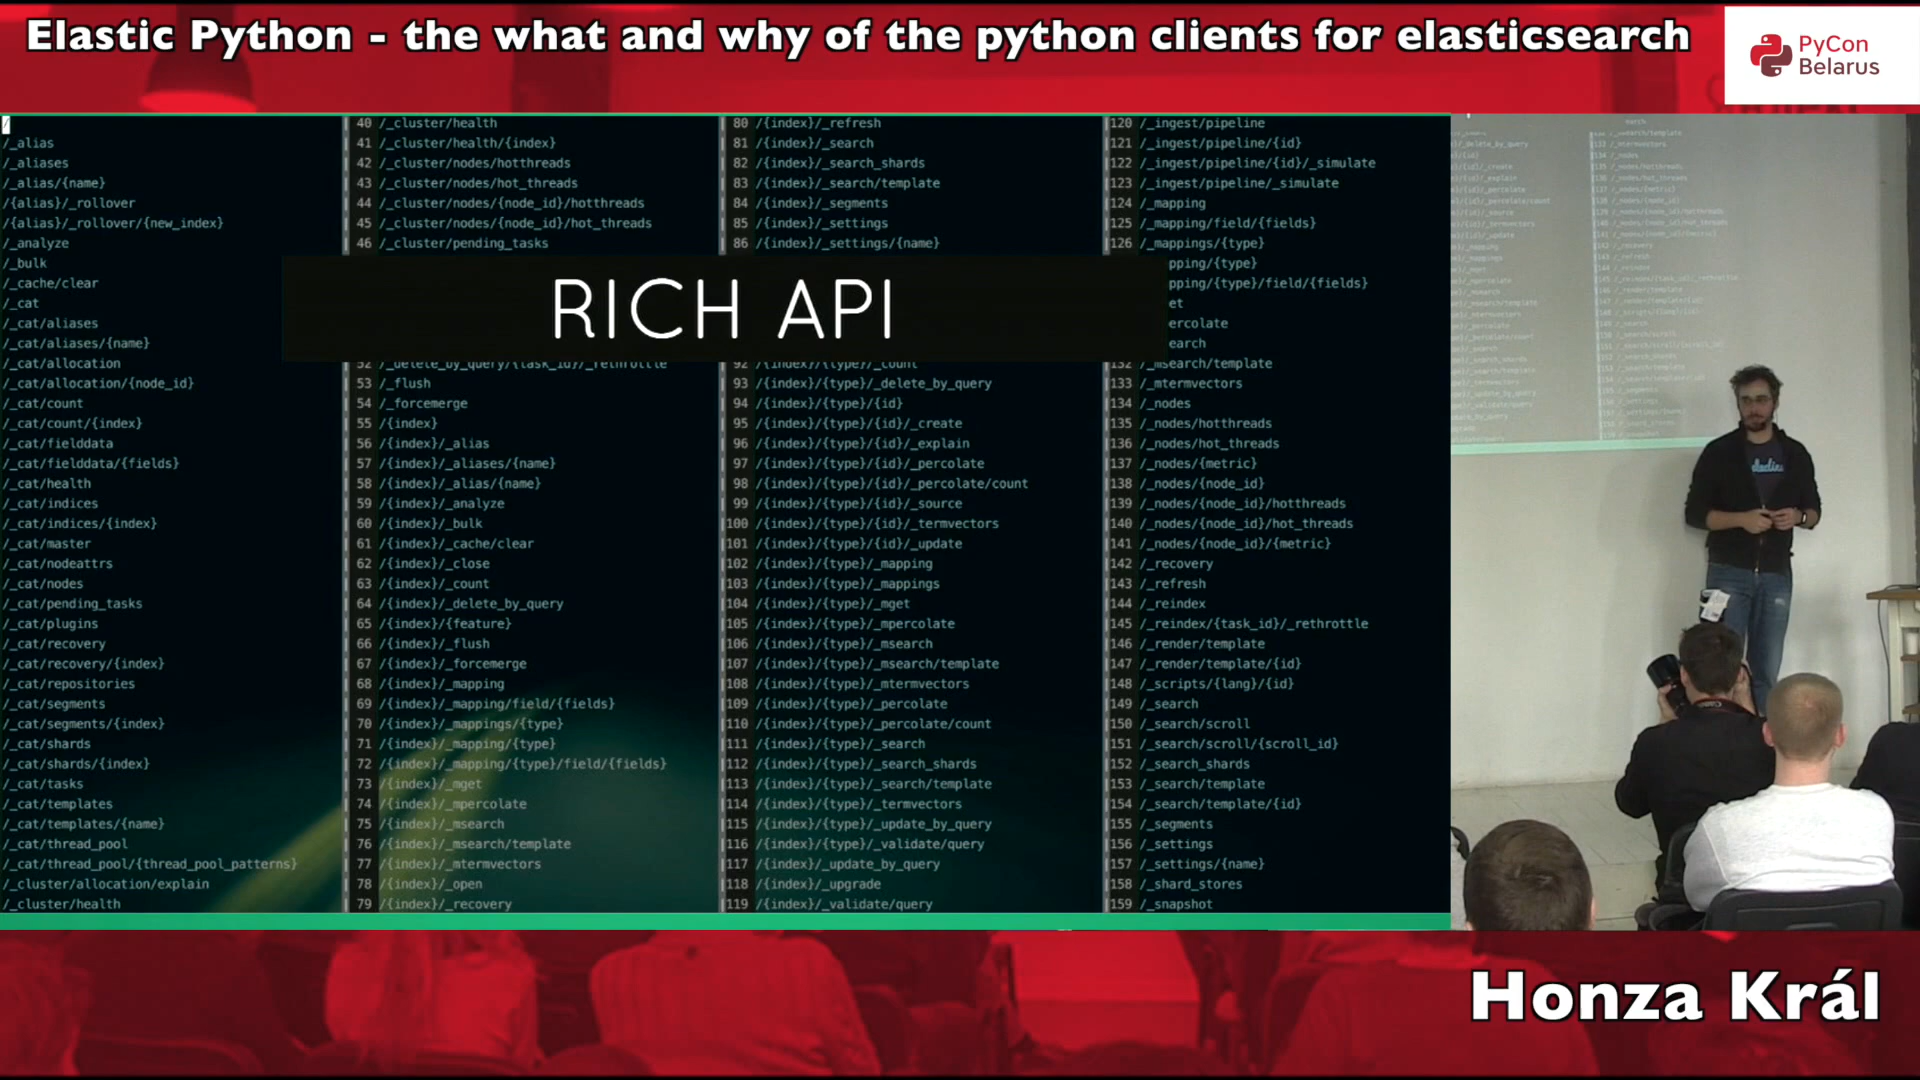 Elastic Python - the what and why of the python clients for elasticsearch
PyCon
Belarus
/
/_alias
/_aliases
/_alias/{name}
/{alias}/_rollover
/{alias}/_rollover/{new_index}
/_analyze
/_bulk
/_cache/clear
/_cat
/_cat/aliases
/_cat/aliases/{name}
/_cat/allocation
/_cat/allocation/{node_id}
/_cat/count
/_cat/count/{index}
/_cat/fielddata
/_cat/fielddata/{fields}
/_cat/health
/_cat/indices
/_cat/indices/{index}
/_cat/master
/_cat/nodeattrs
/_cat/nodes
/_cat/pending_tasks
/_cat/plugins
/_cat/recovery
/_cat/recovery/{index}
/_cat/repositories
/_cat/segments
/_cat/segments/{index}
/_cat/shards
/_cat/shards/{index}
/_cat/tasks
/_cat/templates
/_cat/templates/{name}
/_cat/thread_pool
/_cat/thread_pool/{thread_pool_patterns}
/_cluster/allocation/explain
/_cluster/health
40 /_cluster/health
41 /_cluster/health/{index}
42 /_cluster/nodes/hotthreads
43 /_cluster/nodes/hot_threads
44 /_cluster/nodes/{node_id}/hotthreads
45 /_cluster/nodes/{node_id}/hot_threads
46 /_cluster/pending_tasks
RICH API
52 /_delete_by_query/{task_id}/_rethrottle
53 /_flush
54 /_forcemerge
55 /{index}
56 /{index}/_alias
57 /{index}/_aliases/{name}
58 /{index}/_alias/{name}
59 /{index}/_analyze
60 /{index}/_bulk
61 /{index}/_cache/clear
62 /{index}/_close
63 /{index}/_count
64 /{index}/_delete_by_query
65 /{index}/{feature}
66 /{index}/_flush
67 /{index}/_forcemerge
68 /{index}/_mapping
69 /{index}/_mapping/field/{fields}
70 /{index}/_mappings/{type}
71 /{index}/_mapping/{type}
72 /{index}/_mapping/{type}/field/{fields}
73 /{index}/_mget
74 /{index}/_mpercolate
75 /{index}/_msearch
76 /{index}/_msearch/template
77 /{index}/_mtermvectors
78 /{index}/_open
79 /{index}/_recovery
80 /{index}/_refresh
81 /{index}/_search
82 /{index}/_search_shards
83 /{index}/_search/template
84 /{index}/_segments
85 /{index}/_settings
86 /{index}/_settings/{name}
92 /{index}/{type}/_count
93 /{index}/{type}/_delete_by_query
94 /{index}/{type}/{id}
95 /{index}/{type}/{id}/_create
96 /{index}/{type}/{id}/_explain
97 /{index}/{type}/{id}/_percolate
98 /{index}/{type}/{id}/_percolate/count
99 /{index}/{type}/{id}/_source
100 /{index}/{type}/{id}/_termvectors
101 /{index}/{type}/{id}/_update
102 /{index}/{type}/_mapping
103 /{index}/{type}/_mappings
104 /{index}/{type}/_mget
105 /{index}/{type}/_mpercolate
106 /{index}/{type}/_msearch
107 /{index}/{type}/_msearch/template
108 /{index}/{type}/_mtermvectors
109 /{index}/{type}/_percolate
110 /{index}/{type}/_percolate/count
111 /{index}/{type}/_search
112 /{index}/{type}/_search_shards
113 /{index}/{type}/_search/template
114 /{index}/{type}/_termvectors
115 /{index}/{type}/_update_by_query
116 /{index}/{type}/_validate/query
117 /{index}/_update_by_query
118 /{index}/_upgrade
119 /{index}/_validate/query
120 /_ingest/pipeline
121 /_ingest/pipeline/{id}
122 /_ingest/pipeline/{id}/_simulate
123 /_ingest/pipeline/_simulate
124 /_mapping
125 /_mapping/field/{fields}
126 /_mappings/{type}
pping/{type}
pping/{type}/field/{fields}
et
ercolate
earch
132 /_msearch/template
133 /_mtermvectors
134 /_nodes
135 /_nodes/hotthreads
136 /_nodes/hot_threads
137 /_nodes/{metric}
138 /_nodes/{node_id}
139 /_nodes/{node_id}/hotthreads
140 /_nodes/{node_id}/hot_threads
141 /_nodes/{node_id}/{metric}
142 /_recovery
143 /_refresh
144 /_reindex
145 /_reindex/{task_id}/_rethrottle
146 /_render/template
147 /_render/template/{id}
148 /_scripts/{lang}/{id}
149 /_search
150 /_search/scroll
151 /_search/scroll/{scroll_id}
152 /_search_shards
153 /_search/template
154 /_search/template/{id}
155 /_segments
156 /_settings
157 /_settings/{name}
158 /_shard_stores
159 /_snapshot
Honza Král